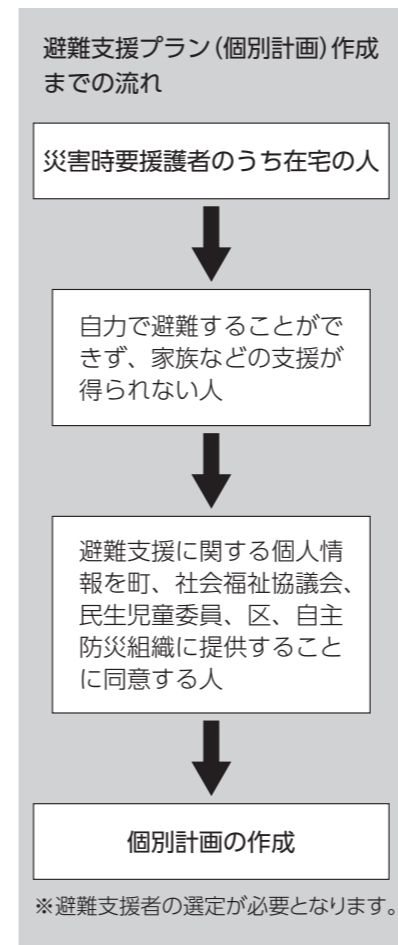 避難支援プラン(個別計画)作成
までの流れ
災害時要援護者のうち在宅の人
自力で避難することがで
きず、家族などの支援が
得られない人
避難支援に関する個人情
報を町、社会福祉協議会、
民生児童委員、区、自主
防災組織に提供すること
に同意する人
個別計画の作成
※避難支援者の選定が必要となります。